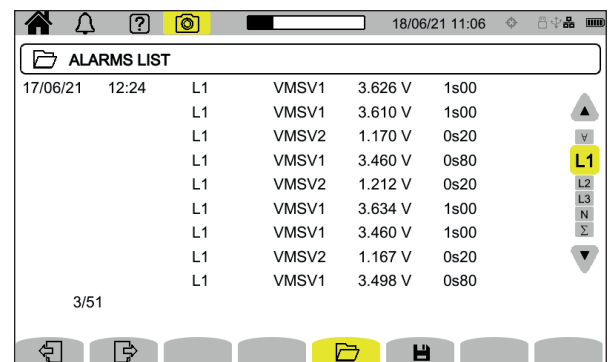 ?
18/06/21 11:06
ALARMS LIST
17/06/21 12:24 L1 VMSV1 3.626 V 1s00
L1 VMSV1 3.610 V 1s00
L1 VMSV2 1.170 V 0s20
L1 VMSV1 3.460 V 0s80
L1 VMSV2 1.212 V 0s20
L1 VMSV1 3.634 V 1s00
L1 VMSV1 3.460 V 1s00
L1 VMSV2 1.167 V 0s20
L1 VMSV1 3.498 V 0s80
3/51
∀
L1
L2
L3
N
Σ